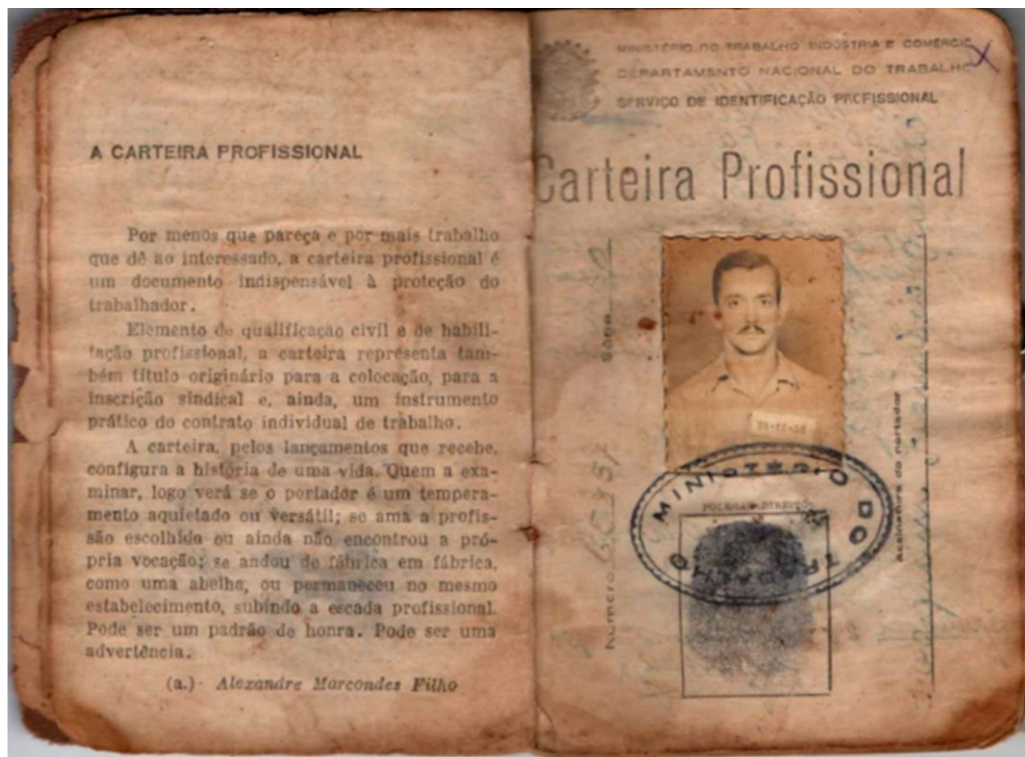 A CARTEIRA PROFISSIONAL
Por menos que pareça e por mais trabalho
que dê ao interessado, a carteira profissional é
um documento indispensável à proteção do
trabalhador.
Elemento de qualificação civil e de habili-
tação profissional, a carteira representa tam-
bém título originário para a colocação, para a
inscrição sindical e, ainda, um instrumento
prático do contrato individual de trabalho.
A carteira, pelos lançamentos que recebe,
configura a história de uma vida. Quem a exa-
minar, logo verá se o portador é um tempera-
mento aquietado ou versátil; se ama a profis-
são escolhida ou ainda não encontrou a pró-
pria vocação; se andou de fábrica em fábrica,
como uma abelha, ou permaneceu no mesmo
estabelecimento, subindo a escada profissional.
Pode ser um padrão de honra. Pode ser uma
advertência.
(a.) Alexandre Marcondes Filho
MINISTÉRIO DO TRABALHO INDÚSTRIA E COMÉRCIO
DEPARTAMENTO NACIONAL DO TRABALHO
SERVIÇO DE IDENTIFICAÇÃO PROFISSIONAL
Carteira Profissional
Número
Série
MINISTÉRIO DO TRABALHO
POLEGAR DIREITO
Assinatura do portador